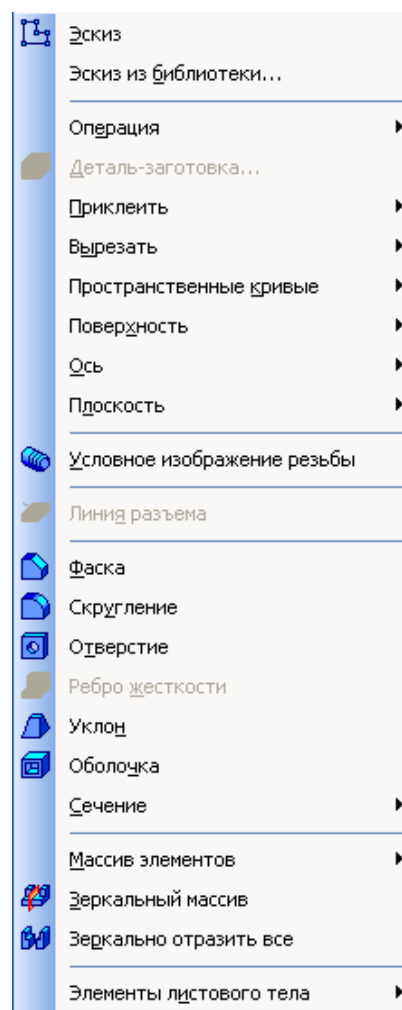 Эскиз
Эскиз из библиотеки...
Операция
Деталь-заготовка...
Приклеить
Вырезать
Пространственные кривые
Поверхность
Ось
Плоскость
Условное изображение резьбы
Линия разъема
Фаска
Скругление
Отверстие
Ребро жесткости
Уклон
Оболочка
Сечение
Массив элементов
Зеркальный массив
Зеркально отразить все
Элементы листового тела